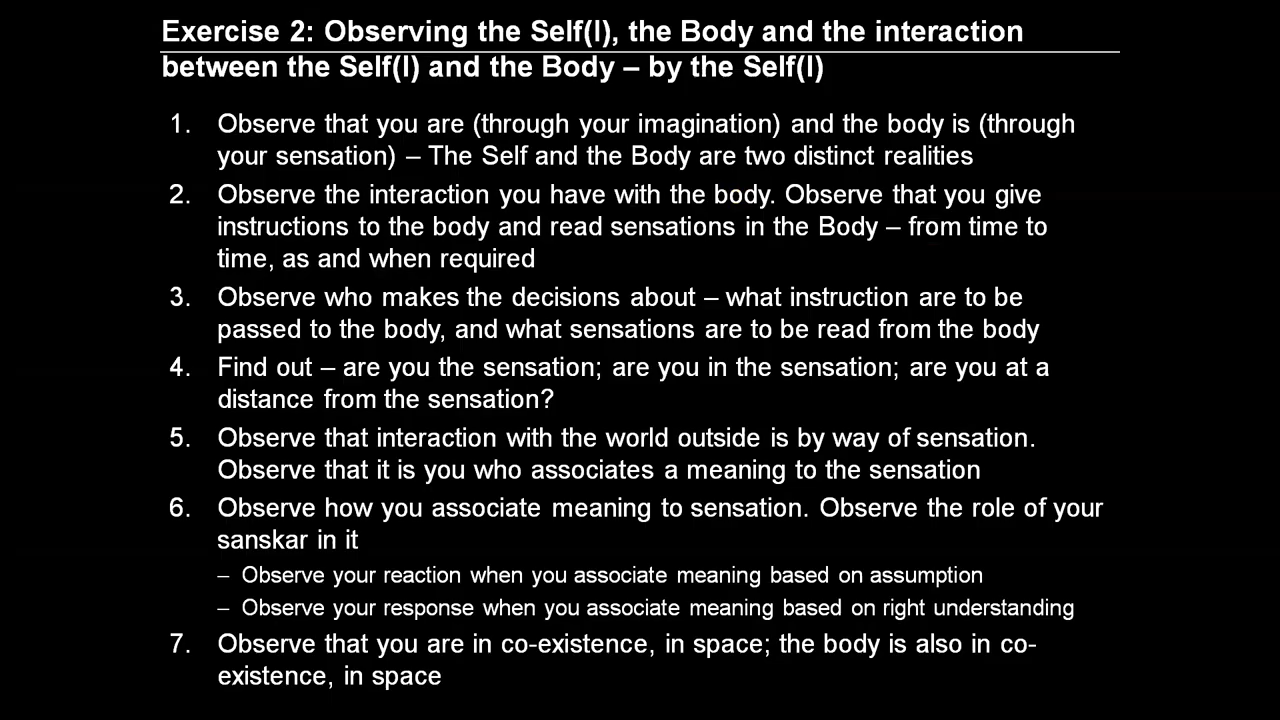 Exercise 2: Observing the Self(I), the Body and the interaction
between the Self(I) and the Body – by the Self(I)
1. Observe that you are (through your imagination) and the body is (through
your sensation) – The Self and the Body are two distinct realities
2. Observe the interaction you have with the body. Observe that you give
instructions to the body and read sensations in the Body – from time to
time, as and when required
3. Observe who makes the decisions about – what instruction are to be
passed to the body, and what sensations are to be read from the body
4. Find out – are you the sensation; are you in the sensation; are you at a
distance from the sensation?
5. Observe that interaction with the world outside is by way of sensation.
Observe that it is you who associates a meaning to the sensation
6. Observe how you associate meaning to sensation. Observe the role of your
sanskar in it
– Observe your reaction when you associate meaning based on assumption
– Observe your response when you associate meaning based on right understanding
7. Observe that you are in co-existence, in space; the body is also in co-
existence, in space